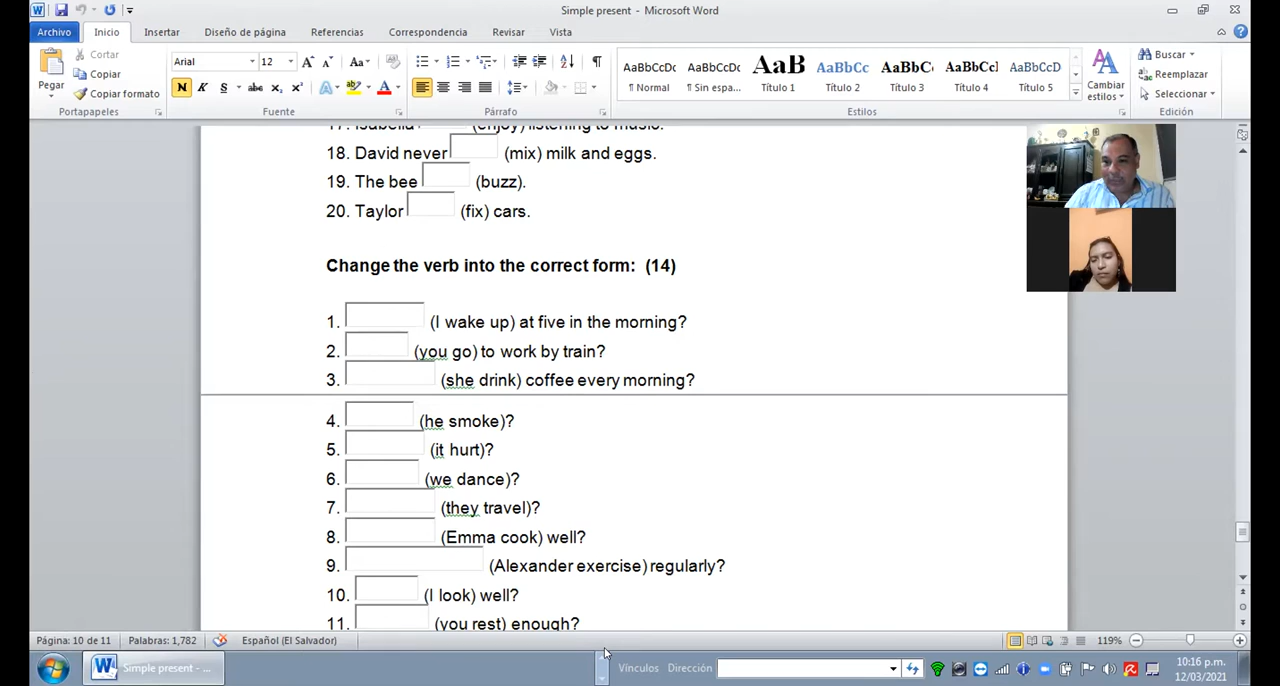 Simple present - Microsoft Word
Archivo Inicio Insertar Diseño de página Referencias Correspondencia Revisar Vista
Pegar
Cortar
Copiar
Copiar formato
Portapapeles
Arial 12
Fuente
Párrafo
AaBbCcDc AaBbCcDc AaB AaBbCc AaBbC AaBbCcI AaBbCcD
¶ Normal ¶ Sin espa... Título 1 Título 2 Título 3 Título 4 Título 5
Cambiar estilos
Estilos
Buscar
Reemplazar
Seleccionar
Edición
17. Isabella (enjoy) listening to music.
18. David never (mix) milk and eggs.
19. The bee (buzz).
20. Taylor (fix) cars.
Change the verb into the correct form: (14)
1. (I wake up) at five in the morning?
2. (you go) to work by train?
3. (she drink) coffee every morning?
4. (he smoke)?
5. (it hurt)?
6. (we dance)?
7. (they travel)?
8. (Emma cook) well?
9. (Alexander exercise) regularly?
10. (I look) well?
11. (you rest) enough?
Página: 10 de 11 Palabras: 1,782 Español (El Salvador) 119%
Simple present - ... Vínculos Dirección 10:16 p.m.
12/03/2021